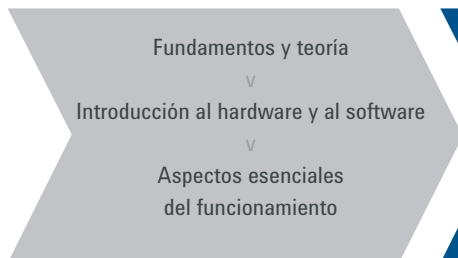 Fundamentos y teoría
v
Introducción al hardware y al software
v
Aspectos esenciales
del funcionamiento